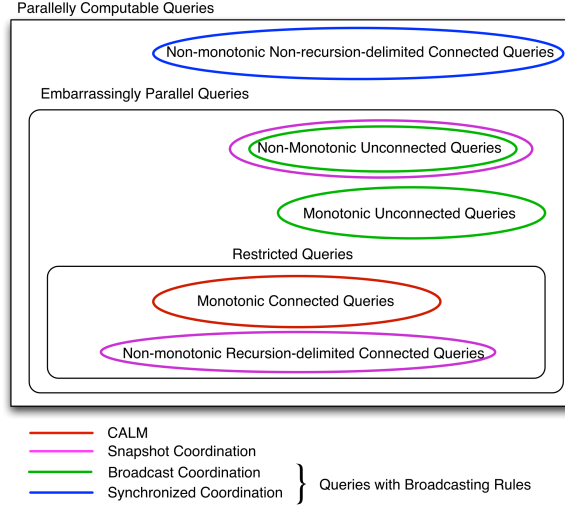 Parallelly Computable Queries
Non-monotonic Non-recursion-delimited Connected Queries
Embarrassingly Parallel Queries
Non-Monotonic Unconnected Queries
Monotonic Unconnected Queries
Restricted Queries
Monotonic Connected Queries
Non-monotonic Recursion-delimited Connected Queries
CALM
Snapshot Coordination
Broadcast Coordination
Synchronized Coordination
} Queries with Broadcasting Rules